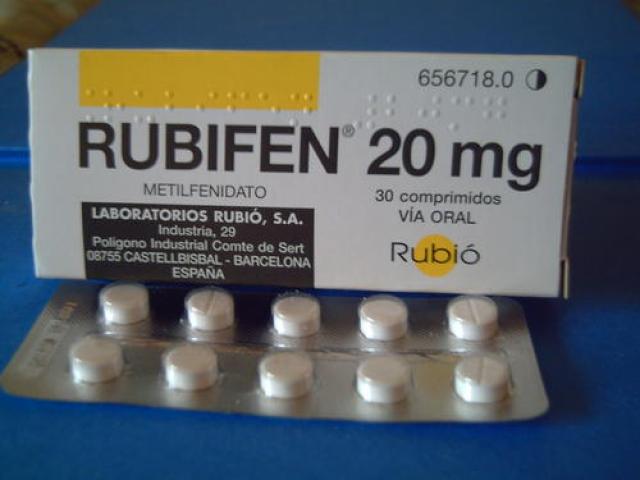 656718.0
RUBIFEN® 20 mg
METILFENIDATO
30 comprimidos
VÍA ORAL
LABORATORIOS RUBIÓ, S.A.
Industria, 29
Polígono Industrial Comte de Sert
08755 CASTELLBISBAL - BARCELONA
ESPAÑA
Rubió